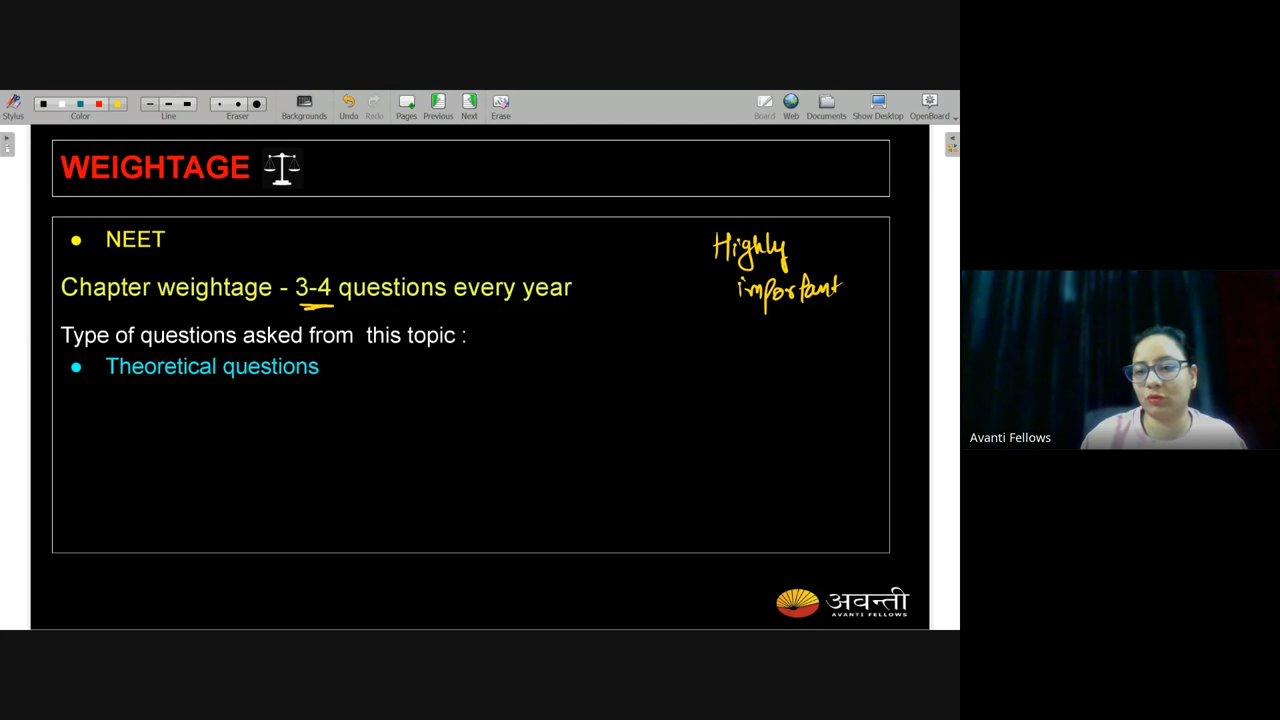 Stylus
Color
Line
Eraser
Backgrounds
Undo
Redo
Pages
Previous
Next
Erase
Board
Web
Documents
Show Desktop
OpenBoard
WEIGHTAGE
● NEET
Highly
important
Chapter weightage - 3-4 questions every year
Type of questions asked from this topic :
● Theoretical questions
Avanti Fellows
अवन्ती
AVANTI FELLOWS